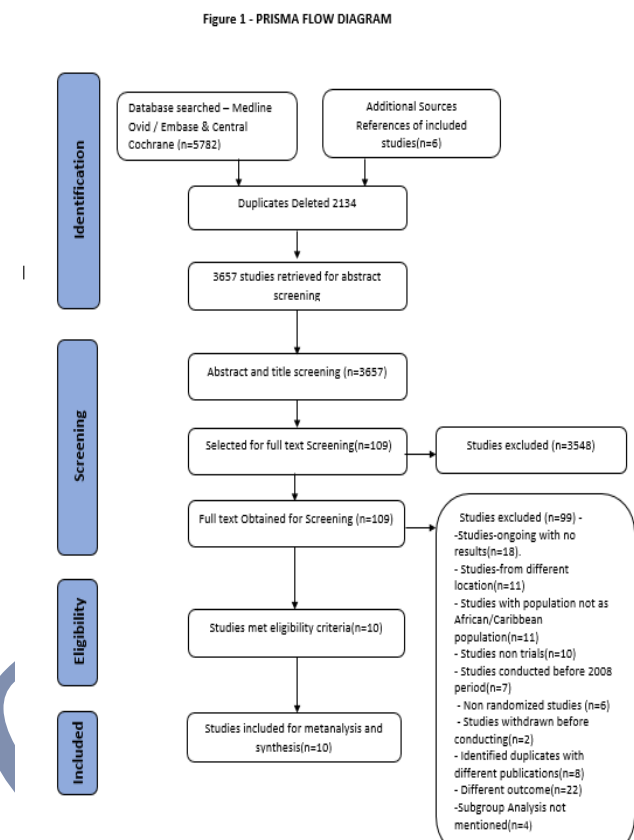 Figure 1 - PRISMA FLOW DIAGRAM
Identification
Database searched – Medline
Ovid / Embase & Central
Cochrane (n=5782)
Additional Sources
References of included
studies(n=6)
Duplicates Deleted 2134
3657 studies retrieved for abstract
screening
Screening
Abstract and title screening (n=3657)
Selected for full text Screening(n=109)
Studies excluded (n=3548)
Full text Obtained for Screening (n=109)
Studies excluded (n=99) -
-Studies-ongoing with no
results(n=18).
- Studies-from different
location(n=11)
- Studies with population not as
African/Caribbean
population(n=11)
- Studies non trials(n=10)
- Studies conducted before 2008
period(n=7)
- Non randomized studies (n=6)
- Studies withdrawn before
conducting(n=2)
- Identified duplicates with
different publications(n=8)
- Different outcome(n=22)
-Subgroup Analysis not
mentioned(n=4)
Eligibility
Studies met eligibility criteria(n=10)
Included
Studies included for metanalysis and
synthesis(n=10)